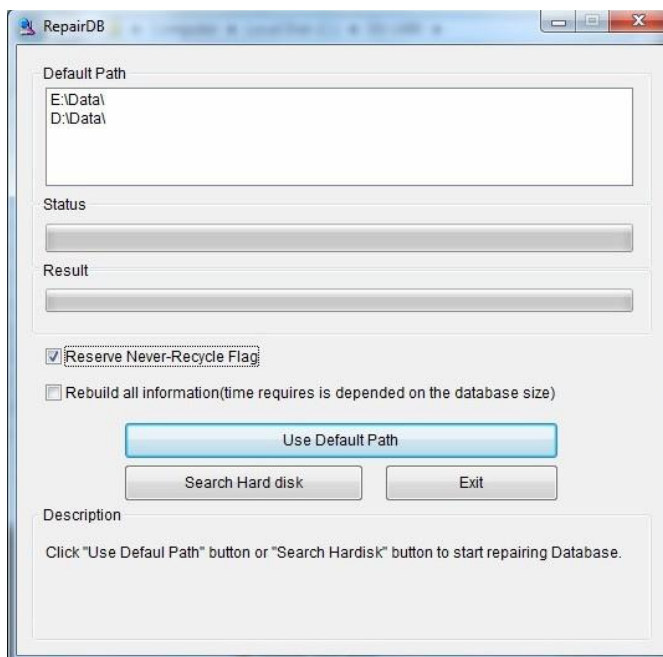 RepairDB
Default Path
E:\Data\
D:\Data\
Status
Result
Reserve Never-Recycle Flag
Rebuild all information(time requires is depended on the database size)
Use Default Path
Search Hard disk
Exit
Description
Click "Use Defaul Path" button or "Search Hardisk" button to start repairing Database.